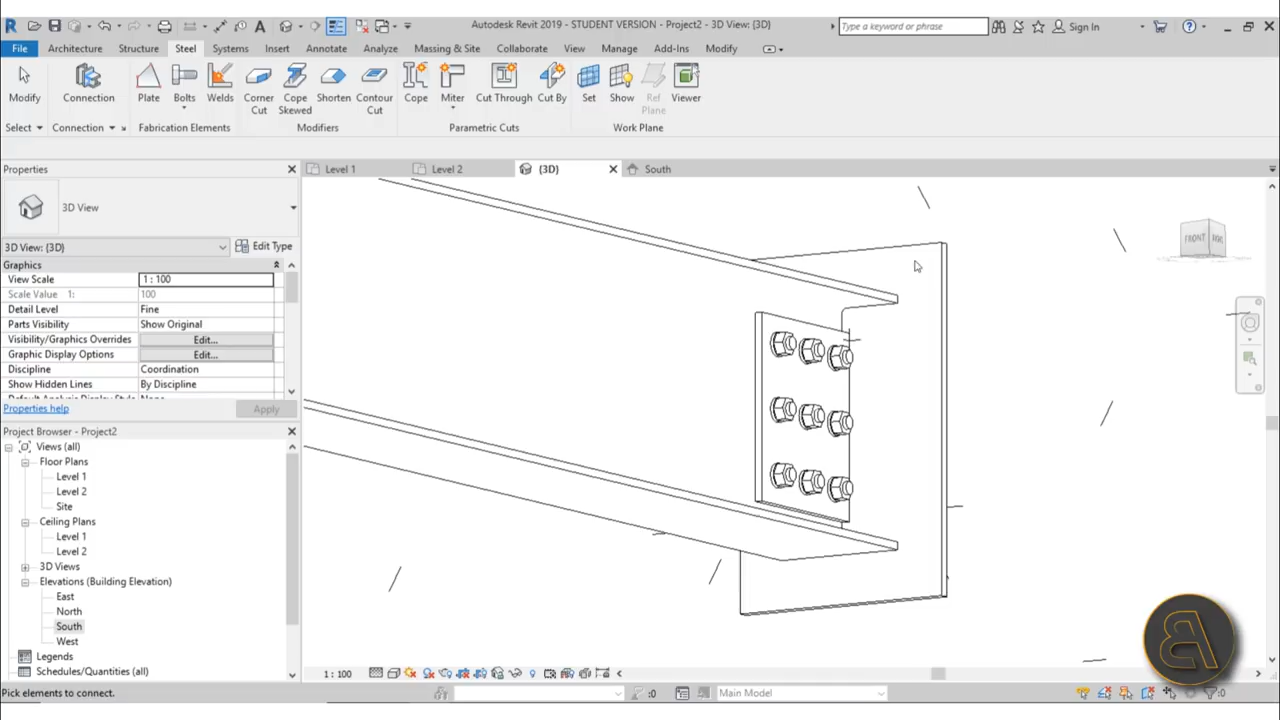 Autodesk Revit 2019 - STUDENT VERSION - Project2 - 3D View: {3D}
Type a keyword or phrase
Sign In
File Architecture Structure Steel Systems Insert Annotate Analyze Massing & Site Collaborate View Manage Add-Ins Modify
Modify Connection Plate Bolts Welds Corner Cut Cope Skewed Shorten Contour Cut Cope Miter Cut Through Cut By Set Show Ref Plane Viewer
Select Connection Fabrication Elements Modifiers Parametric Cuts Work Plane
Properties
Level 1 Level 2 {3D} South
3D View
3D View: {3D} Edit Type
Graphics
View Scale 1 : 100
Scale Value 1: 100
Detail Level Fine
Parts Visibility Show Original
Visibility/Graphics Overrides Edit...
Graphic Display Options Edit...
Discipline Coordination
Show Hidden Lines By Discipline
Default Analysis Display Style None
Properties help Apply
Project Browser - Project2
Views (all)
Floor Plans
Level 1
Level 2
Site
Ceiling Plans
Level 1
Level 2
3D Views
Elevations (Building Elevation)
East
North
South
West
Legends
Schedules/Quantities (all)
FRONT
1 : 100
Pick elements to connect.
:0 Main Model :0